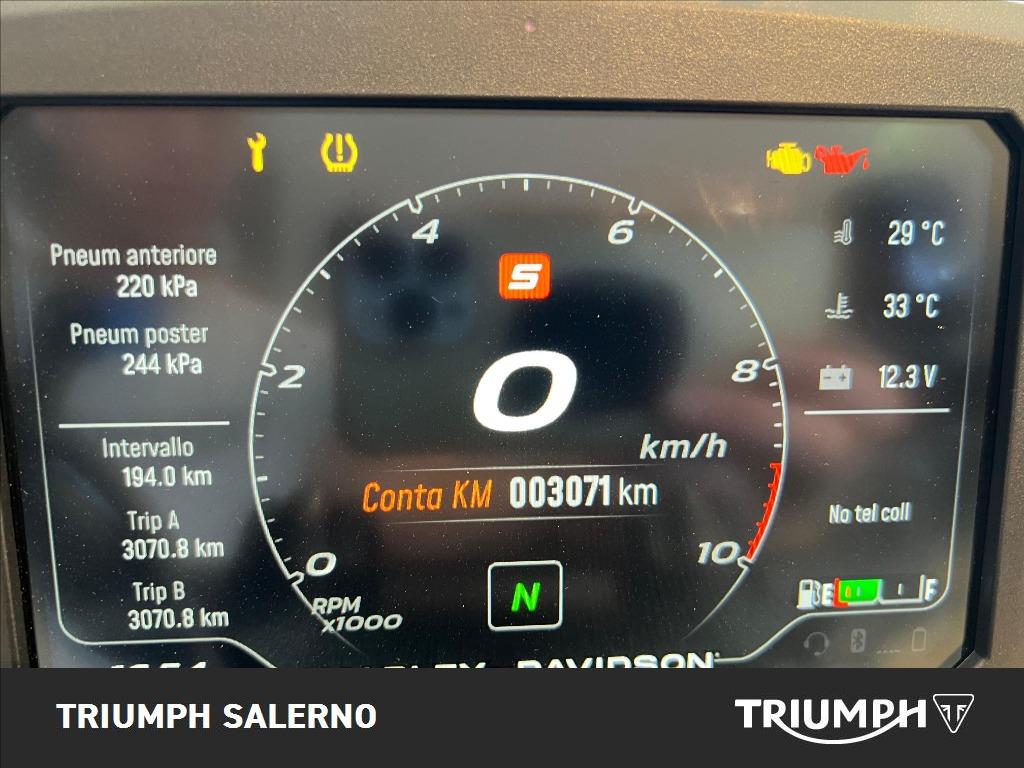 Pneum anteriore
220 kPa
Pneum poster
244 kPa
Intervallo
194.0 km
Trip A
3070.8 km
Trip B
3070.8 km
0
2
4
6
8
10
RPM
x1000
S
0
km/h
Conta KM 003071 km
N
29 °C
33 °C
12.3 V
No tel coll
E F
DAVIDSON
TRIUMPH SALERNO
TRIUMPH